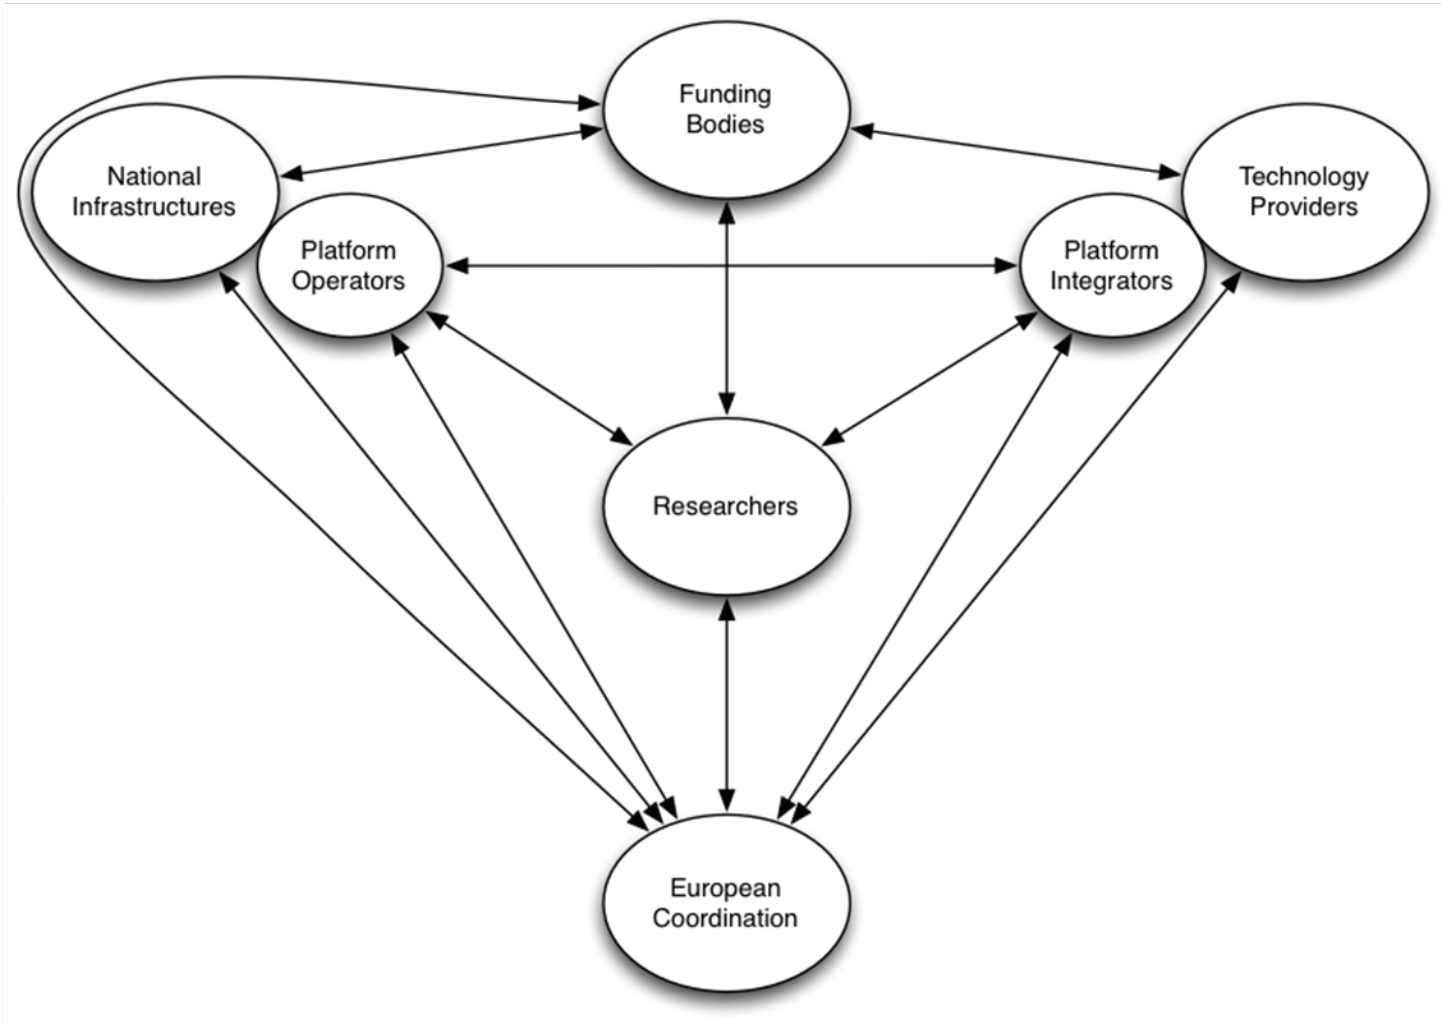 Funding
Bodies
National
Infrastructures
Technology
Providers
Platform
Operators
Platform
Integrators
Researchers
European
Coordination